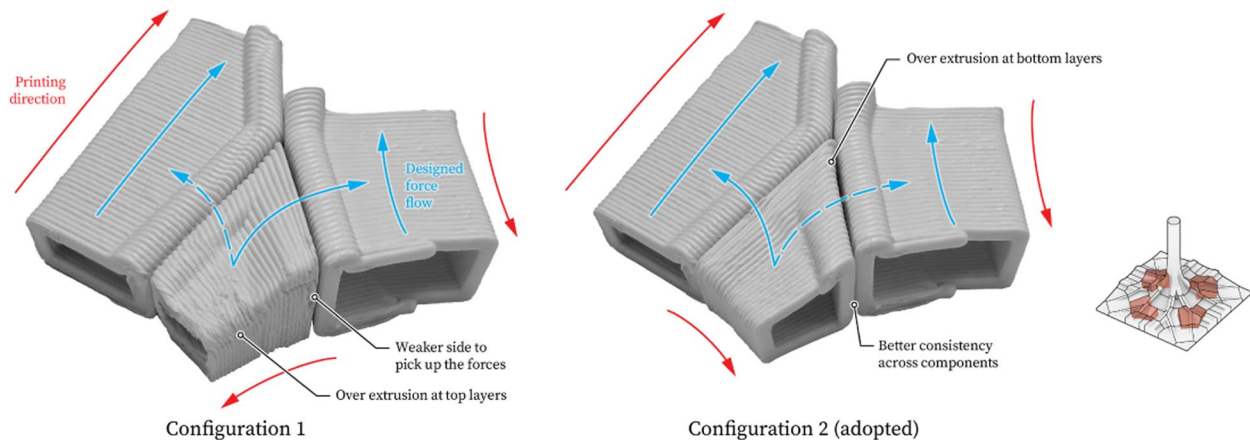 Printing
direction
Designed
force
flow
Weaker side to
pick up the forces
Over extrusion at top layers
Configuration 1
Over extrusion at bottom layers
Better consistency
across components
Configuration 2 (adopted)